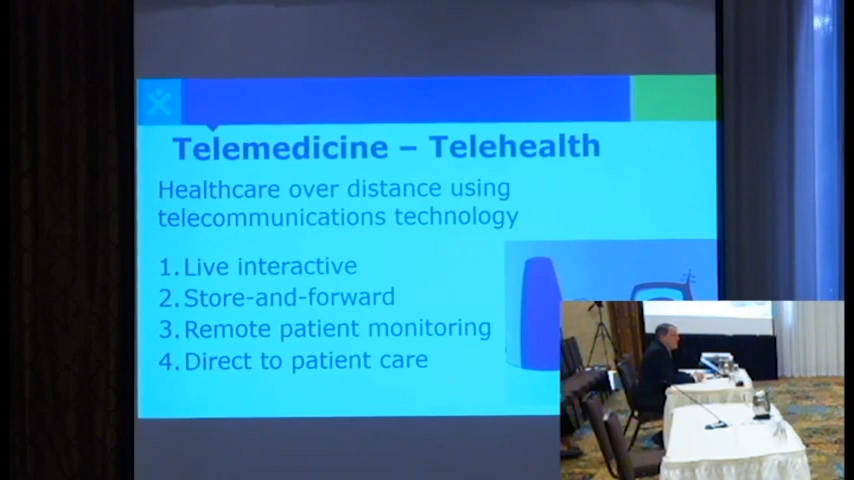 Telemedicine – Telehealth
Healthcare over distance using
telecommunications technology
1. Live interactive
2. Store-and-forward
3. Remote patient monitoring
4. Direct to patient care